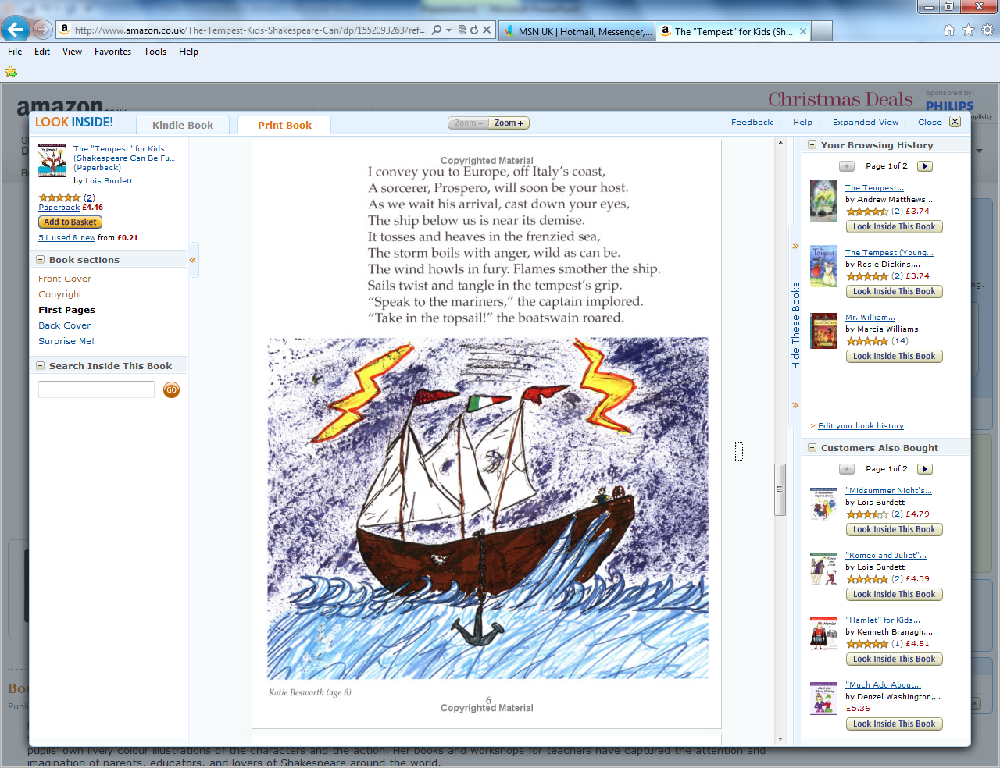 http://www.amazon.co.uk/The-Tempest-Kids-Shakespeare-Can/dp/1552093263/ref=
MSN UK | Hotmail, Messenger,...
The "Tempest" for Kids (Sh...
File Edit View Favorites Tools Help
amazon
Christmas Deals
Sponsored by:
PHILIPS
LOOK INSIDE!
Kindle Book
Print Book
Zoom –
Zoom +
Feedback | Help | Expanded View | Close
The "Tempest" for Kids
(Shakespeare Can Be Fu...
(Paperback)
by Lois Burdett
(2)
Paperback £4.46
Add to Basket
51 used & new from £0.21
Book sections
Front Cover
Copyright
First Pages
Back Cover
Surprise Me!
Search Inside This Book
GO
Copyrighted Material
I convey you to Europe, off Italy's coast,
A sorcerer, Prospero, will soon be your host.
As we wait his arrival, cast down your eyes,
The ship below us is near its demise.
It tosses and heaves in the frenzied sea,
The storm boils with anger, wild as can be.
The wind howls in fury. Flames smother the ship.
Sails twist and tangle in the tempest's grip.
"Speak to the mariners," the captain implored.
"Take in the topsail!" the boatswain roared.
Katie Besworth (age 8)
6
Copyrighted Material
Hide These Books
Your Browsing History
Page 1 of 2
The Tempest...
by Andrew Matthews,...
(2) £3.74
Look Inside This Book
The Tempest (Young...
by Rosie Dickins,...
(2) £3.74
Look Inside This Book
Mr. William...
by Marcia Williams
(14)
Look Inside This Book
> Edit your book history
Customers Also Bought
Page 1 of 2
"Midsummer Night's...
by Lois Burdett
(2) £4.79
Look Inside This Book
"Romeo and Juliet"...
by Lois Burdett
(2) £4.59
Look Inside This Book
"Hamlet" for Kids...
by Kenneth Branagh,...
(1) £4.81
Look Inside This Book
"Much Ado About...
by Denzel Washington,...
£5.36
Look Inside This Book
pupils' own lively colour illustrations of the characters and the action. Her books and workshops for teachers have captured the attention and
imagination of parents, educators, and lovers of Shakespeare around the world.